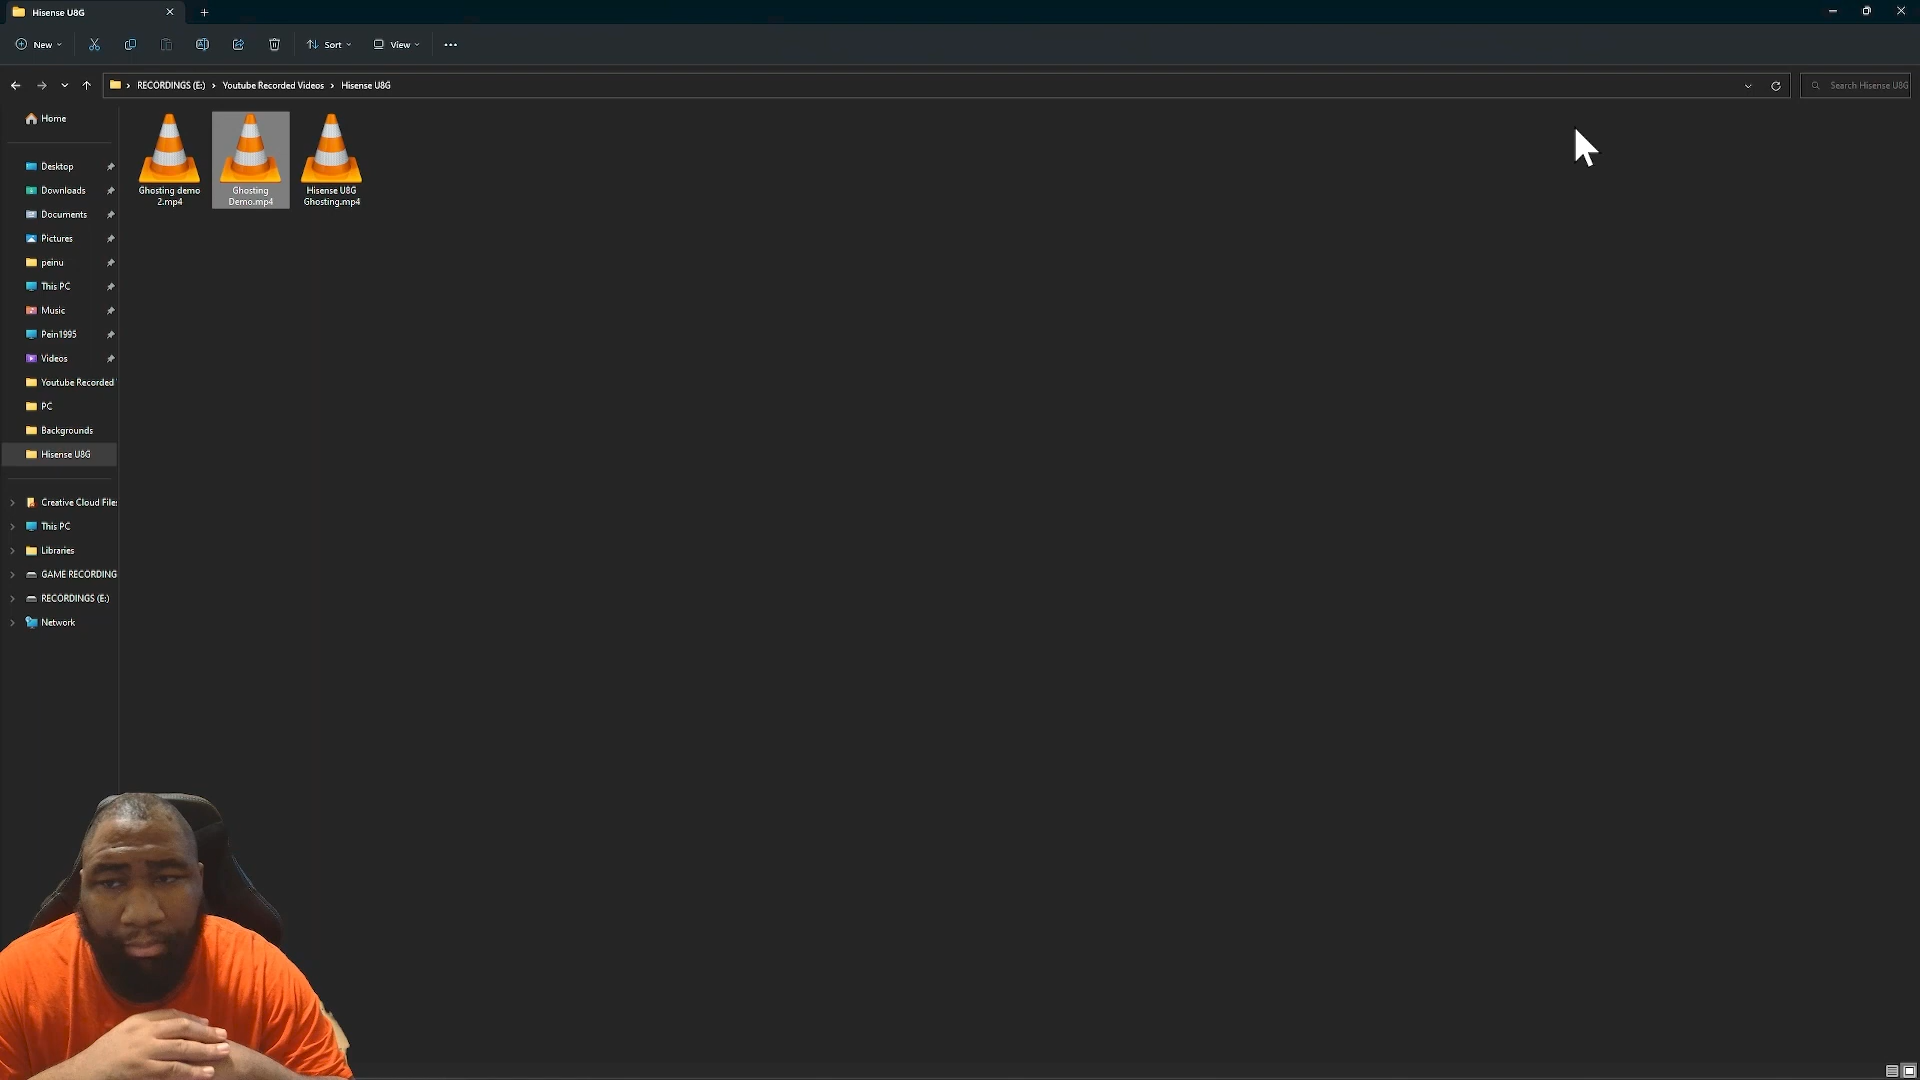 Hisense U8G
New
Sort
View
RECORDINGS (E:) > Youtube Recorded Videos > Hisense U8G
Search Hisense U8G
Home
Desktop
Downloads
Documents
Pictures
peinu
This PC
Music
Pein1995
Videos
Youtube Recorded
PC
Backgrounds
Hisense U8G
Creative Cloud Files
This PC
Libraries
GAME RECORDING
RECORDINGS (E:)
Network
Ghosting demo
2.mp4
Ghosting
Demo.mp4
Hisense U8G
Ghosting.mp4